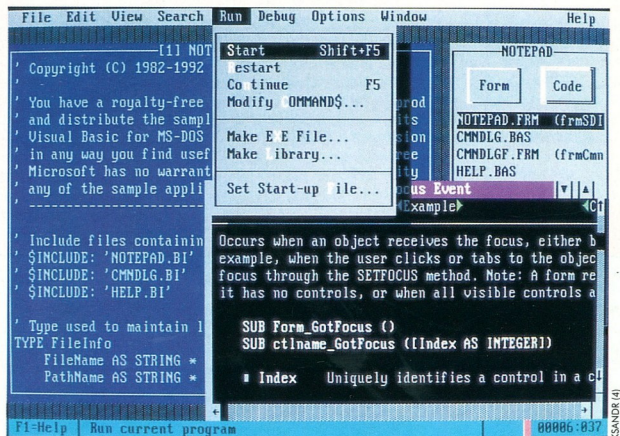 File Edit View Search Run Debug Options Window Help
[1] NOT
' Copyright (C) 1982-1992
'
' You have a royalty-free
' and distribute the sampl
' Visual Basic for MS-DOS
' in any way you find usef
' Microsoft has no warrant
' any of the sample appli
' Include files containin
' $INCLUDE: 'NOTEPAD.BI'
' $INCLUDE: 'CMNDLG.BI'
' $INCLUDE: 'HELP.BI'
' Type used to maintain l
TYPE FileInfo
FileName AS STRING *
PathName AS STRING *
Start Shift+F5
estart
Co tinue F5
Modify OMMAND$...
Make E E File...
Make ibrary...
Set Start-up ile...
prod
its
sion
ree
ity
NOTEPAD
Form Code
NOTEPAD.FRM (frmSDI
CMNDLG.BAS
CMNDLGF.FRM (frmCmn
HELP.BAS
ocus Event
Example
Occurs when an object receives the focus, either b
example, when the user clicks or tabs to the objec
focus through the SETFOCUS method. Note: A form re
it has no controls, or when all visible controls a
SUB Form_GotFocus ()
SUB ctlname_GotFocus ([Index AS INTEGER])
Index Uniquely identifies a control in a c
F1=Help Run current program 00006:037